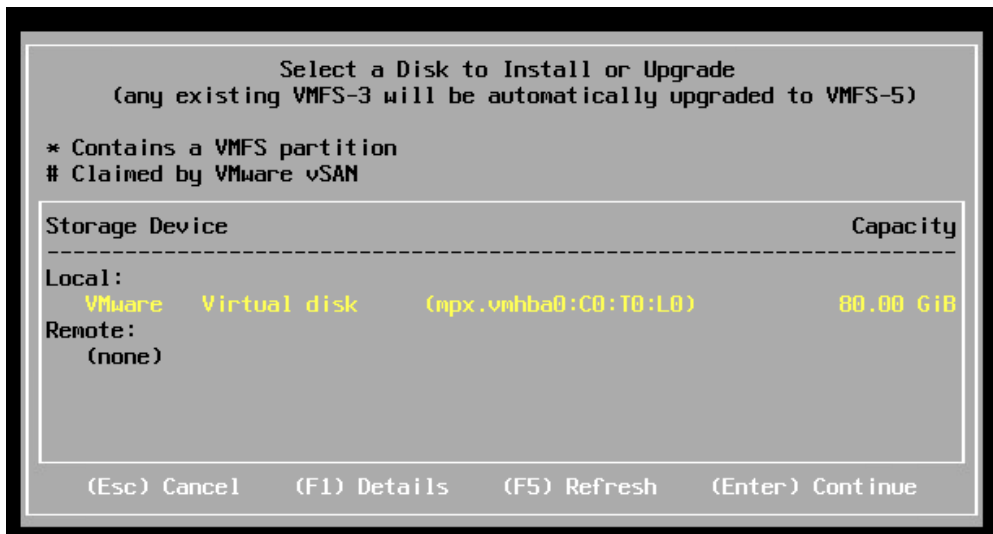 Select a Disk to Install or Upgrade
(any existing VMFS-3 will be automatically upgraded to VMFS-5)
* Contains a VMFS partition
# Claimed by VMware vSAN
Storage Device Capacity
--------------------------------------------------------------------
Local:
VMware Virtual disk (mpx.vmhba0:C0:T0:L0) 80.00 GiB
Remote:
(none)
(Esc) Cancel (F1) Details (F5) Refresh (Enter) Continue